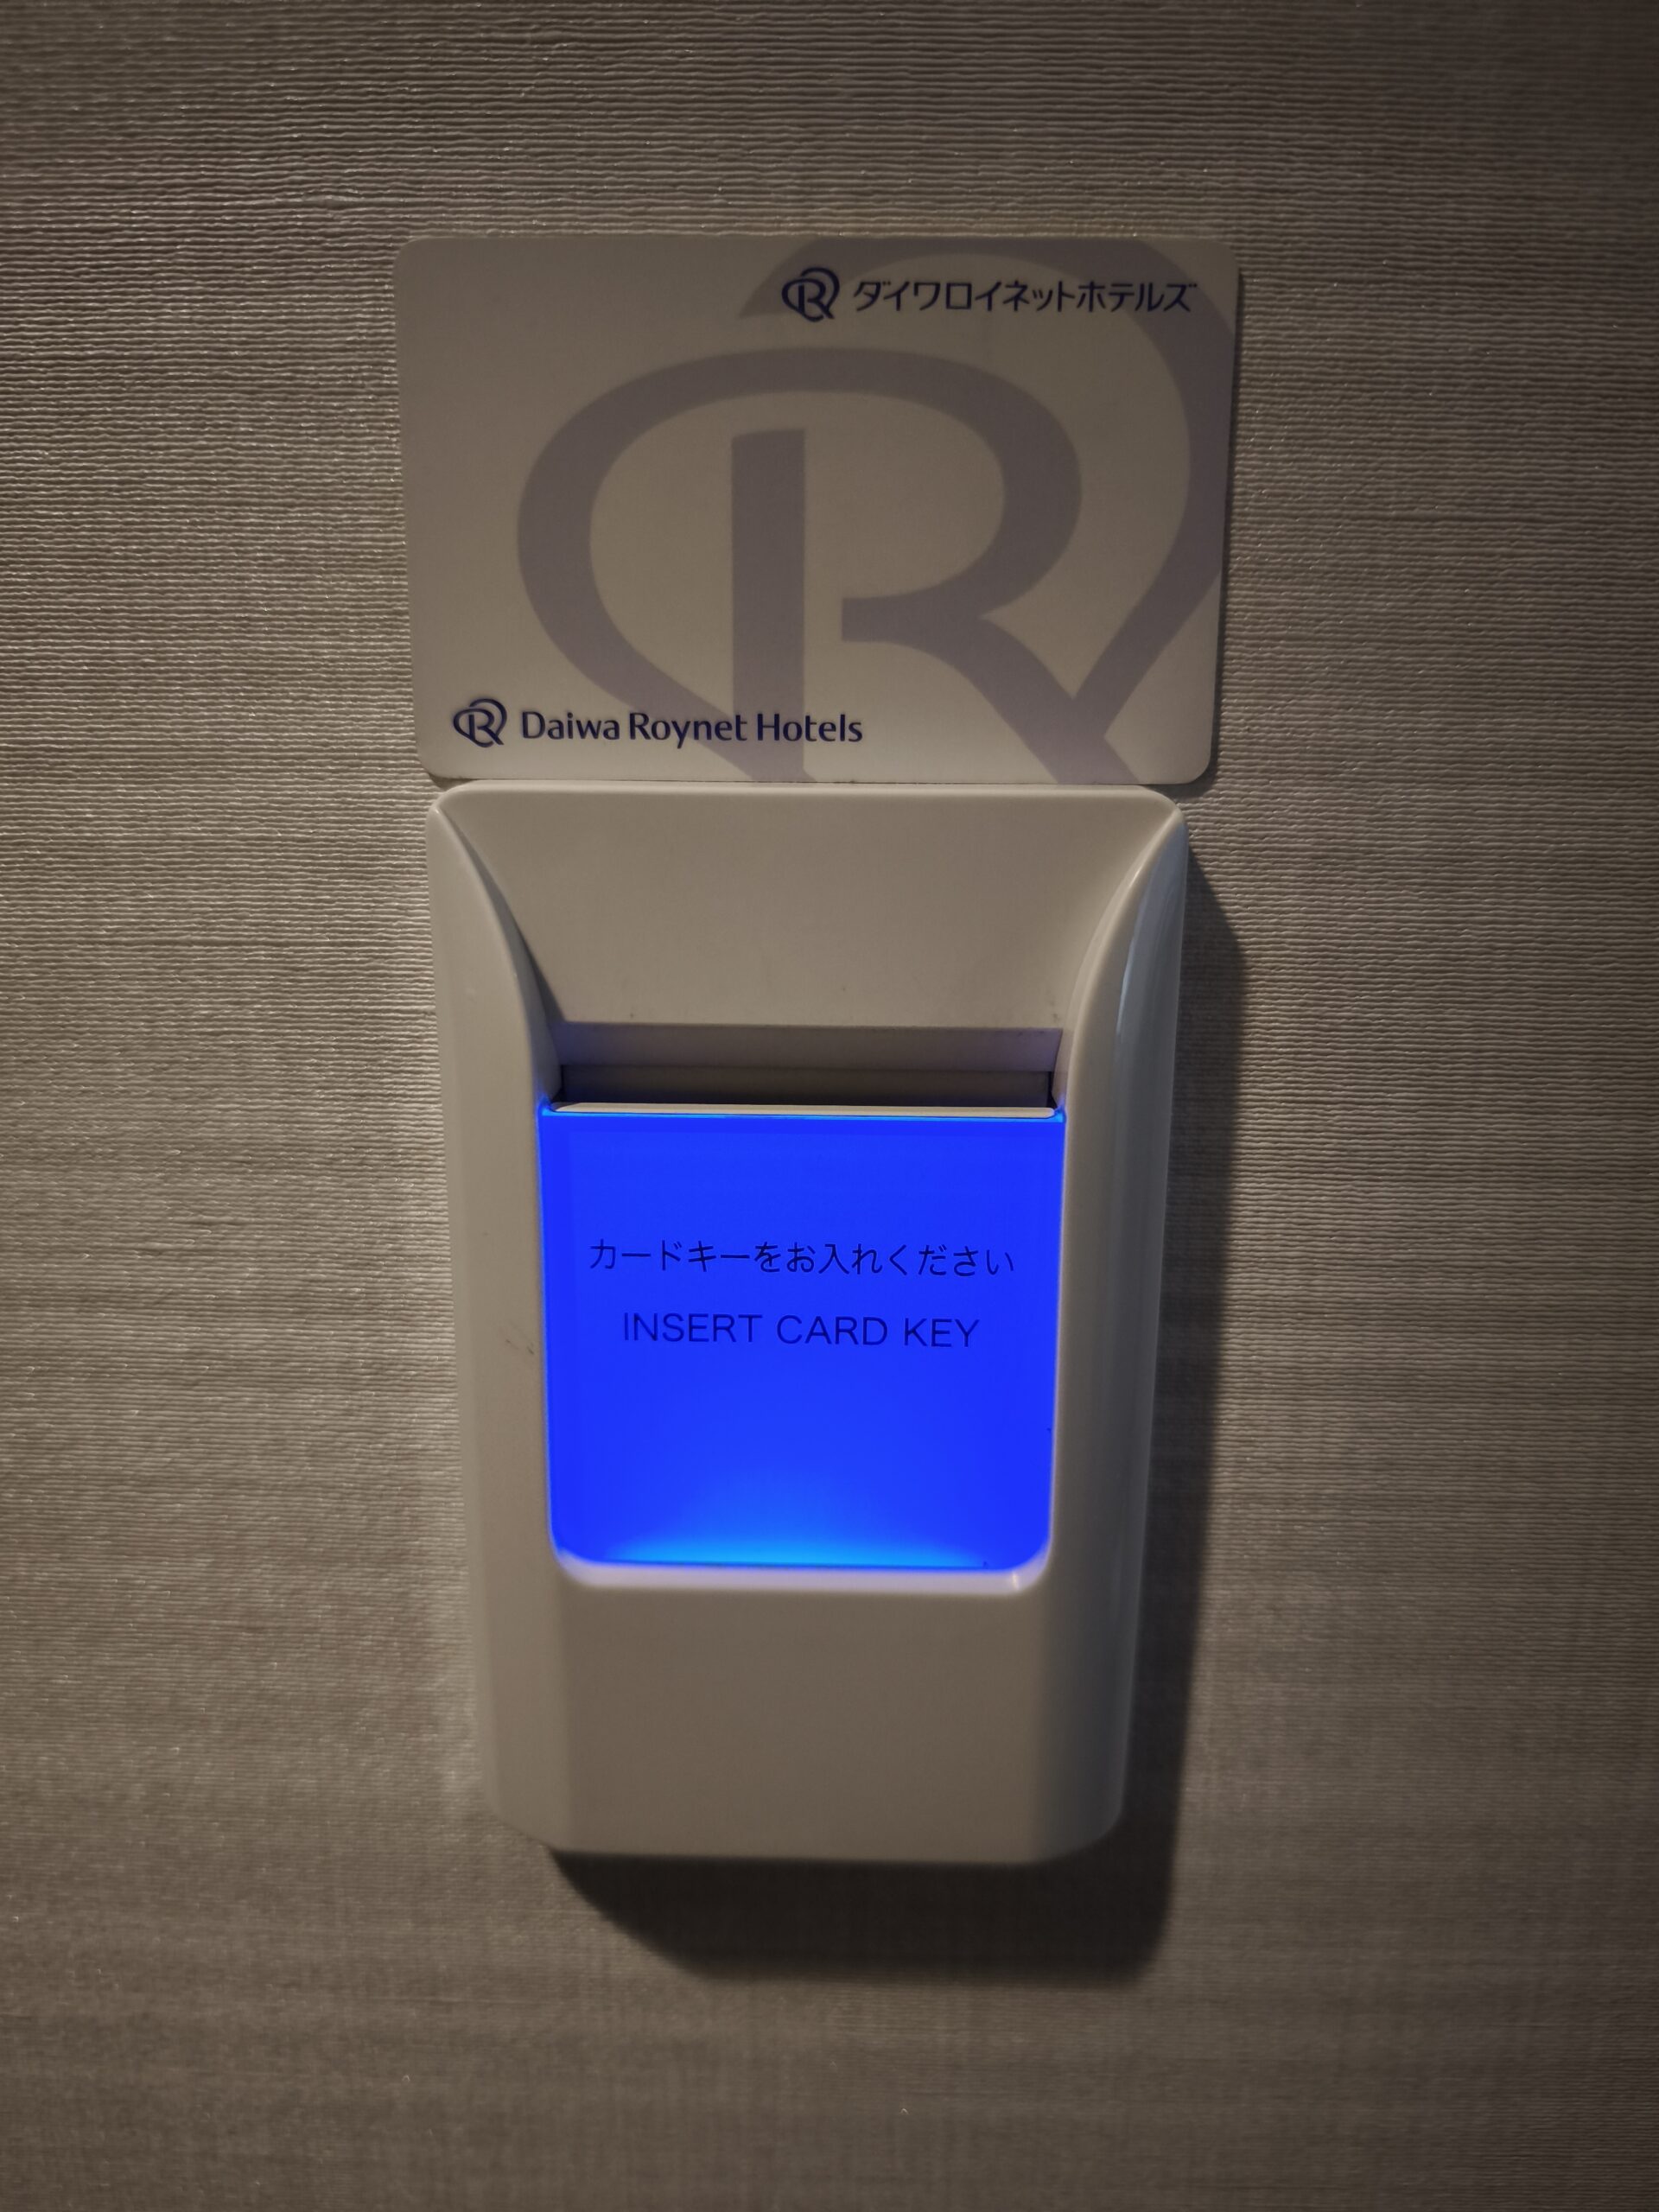 ダイワロイネットホテルズ
Daiwa Roynet Hotels
カードキーをお入れください
INSERT CARD KEY